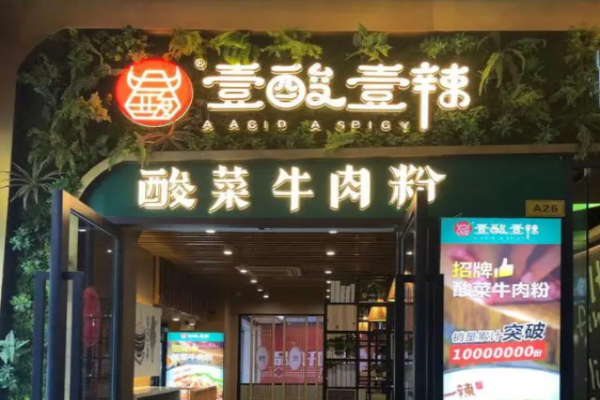 壹酸壹辣
A ACID A SPICY
酸菜牛肉粉
A26
壹酸壹辣
招牌
酸菜牛肉粉
销量累计突破
10000000份
一辣